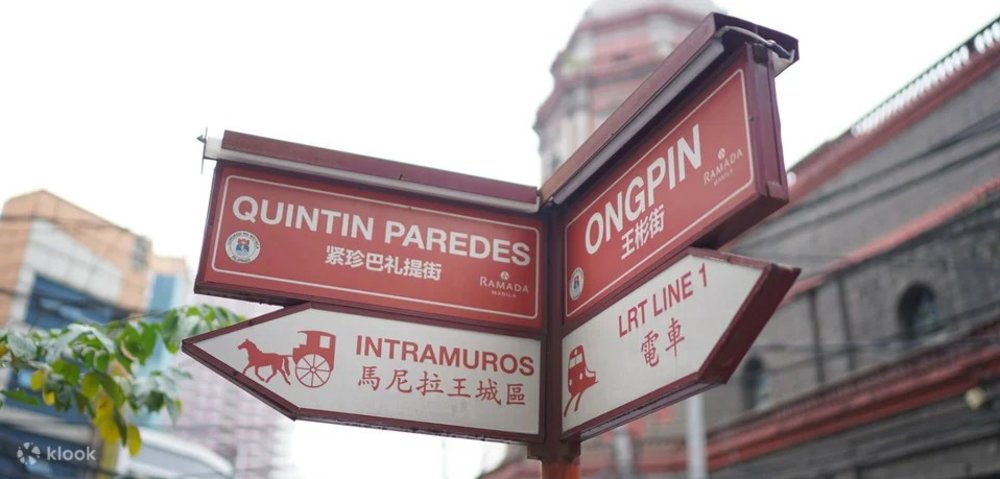 QUINTIN PAREDES
紧珍巴礼提街
RAMADA
MANILA
INTRAMUROS
馬尼拉王城區
ONGPIN
王彬街
RAMADA
MANILA
LRT LINE 1
電車
klook